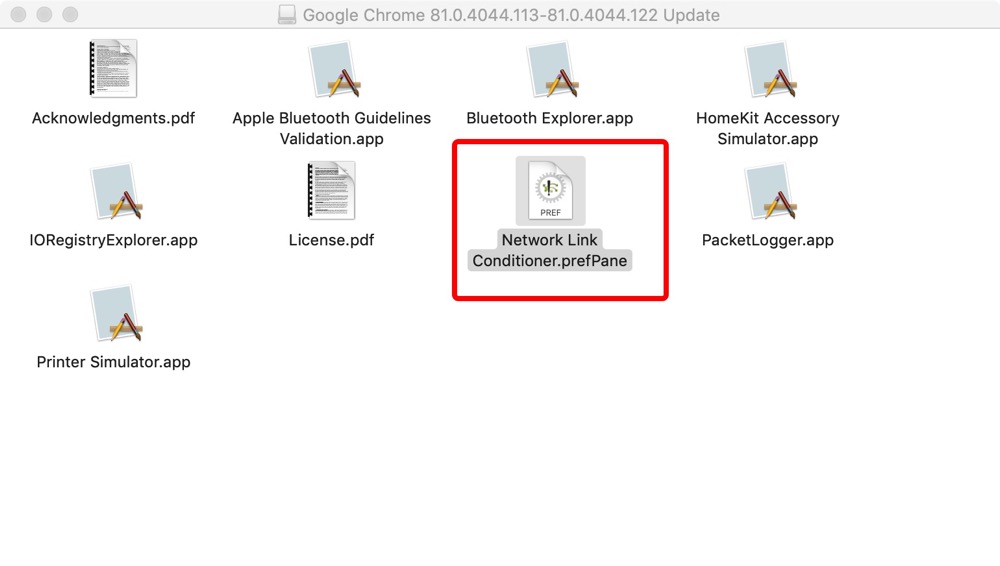 Google Chrome 81.0.4044.113-81.0.4044.122 Update
Acknowledgments.pdf
Apple Bluetooth Guidelines
Validation.app
Bluetooth Explorer.app
HomeKit Accessory
Simulator.app
IORegistryExplorer.app
License.pdf
PREF
Network Link
Conditioner.prefPane
PacketLogger.app
Printer Simulator.app